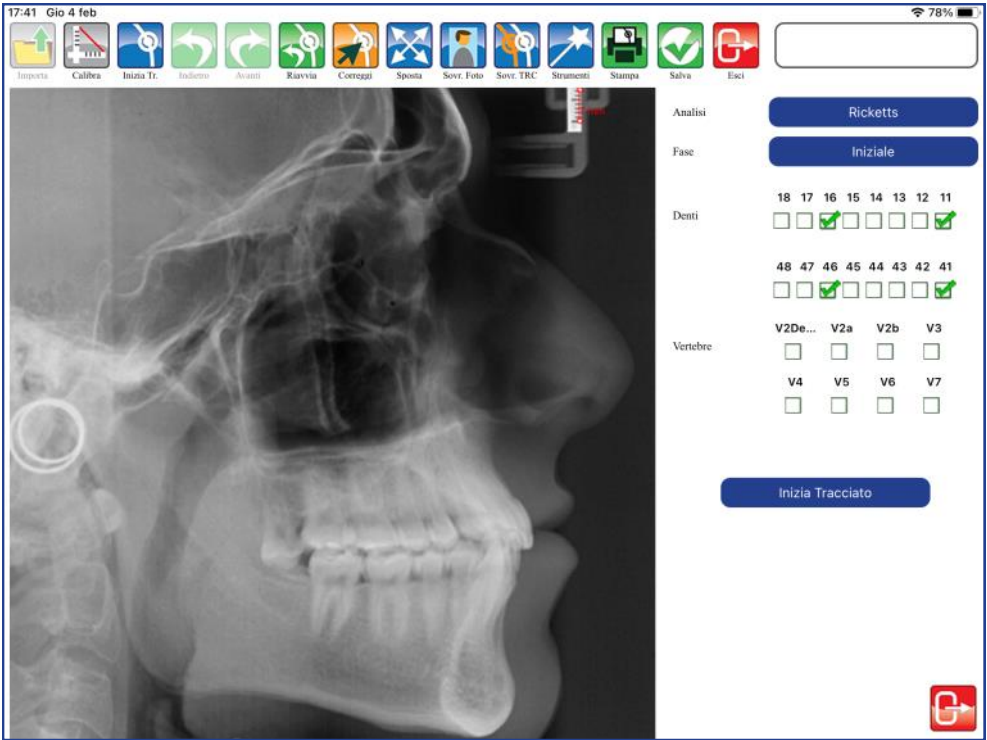 17:41 Gio 4 feb 78%
Importa Calibra Inizia Tr. Indietro Avanti Riavvia Correggi Sposta Sovr. Foto Sovr. TRC Strumenti Stampa Salva Esci
Analisi Ricketts
Fase Iniziale
18 17 16 15 14 13 12 11
Denti
48 47 46 45 44 43 42 41
V2De... V2a V2b V3
Vertebre
V4 V5 V6 V7
Inizia Tracciato